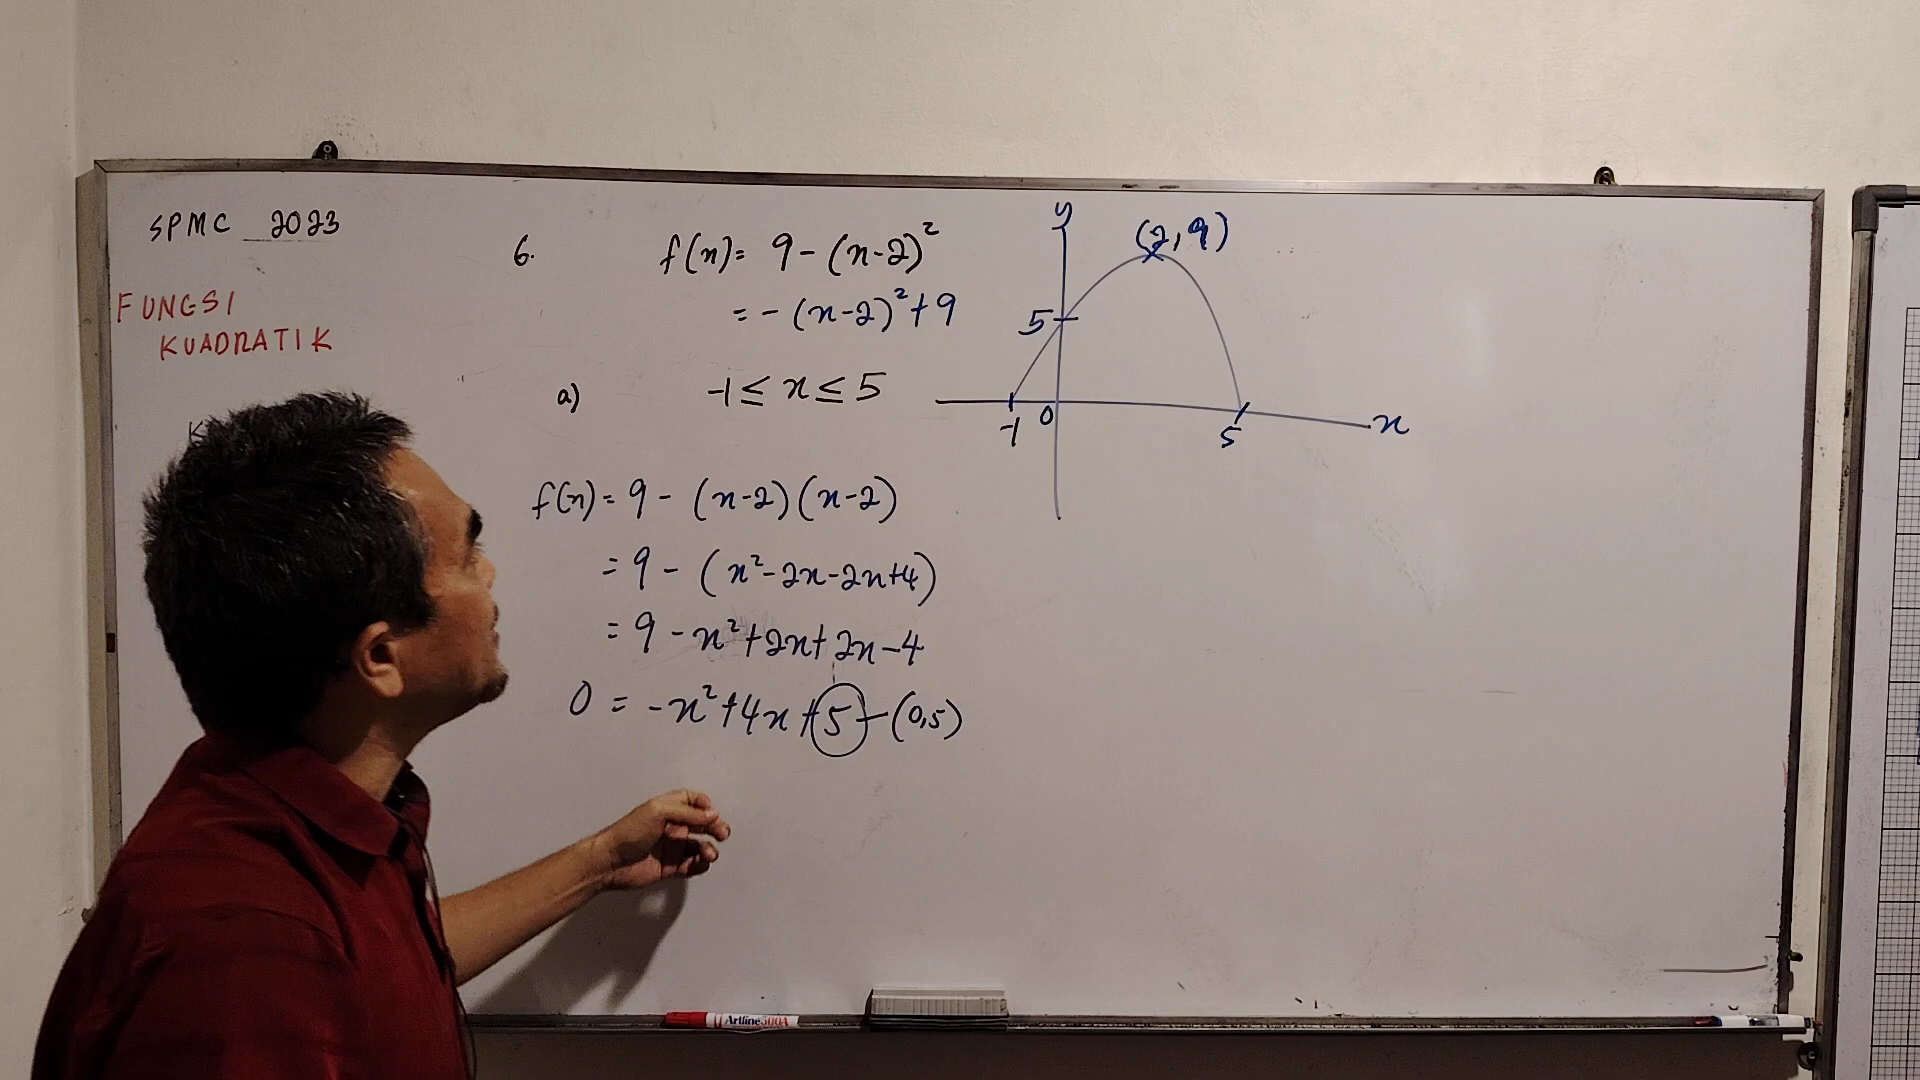 SPMC 2023
FUNGSI
KUADRATIK
K
6.
f(x) = 9 - (x-2)²
= - (x-2)² + 9
a)
-1 ≤ x ≤ 5
f(x) = 9 - (x-2)(x-2)
= 9 - (x²-2x-2x+4)
= 9 - x²+2x+2x-4
0 = -x²+4x+5 - (0,5)
y
(2,9)
5
-1
0
5
x
Artline 500A